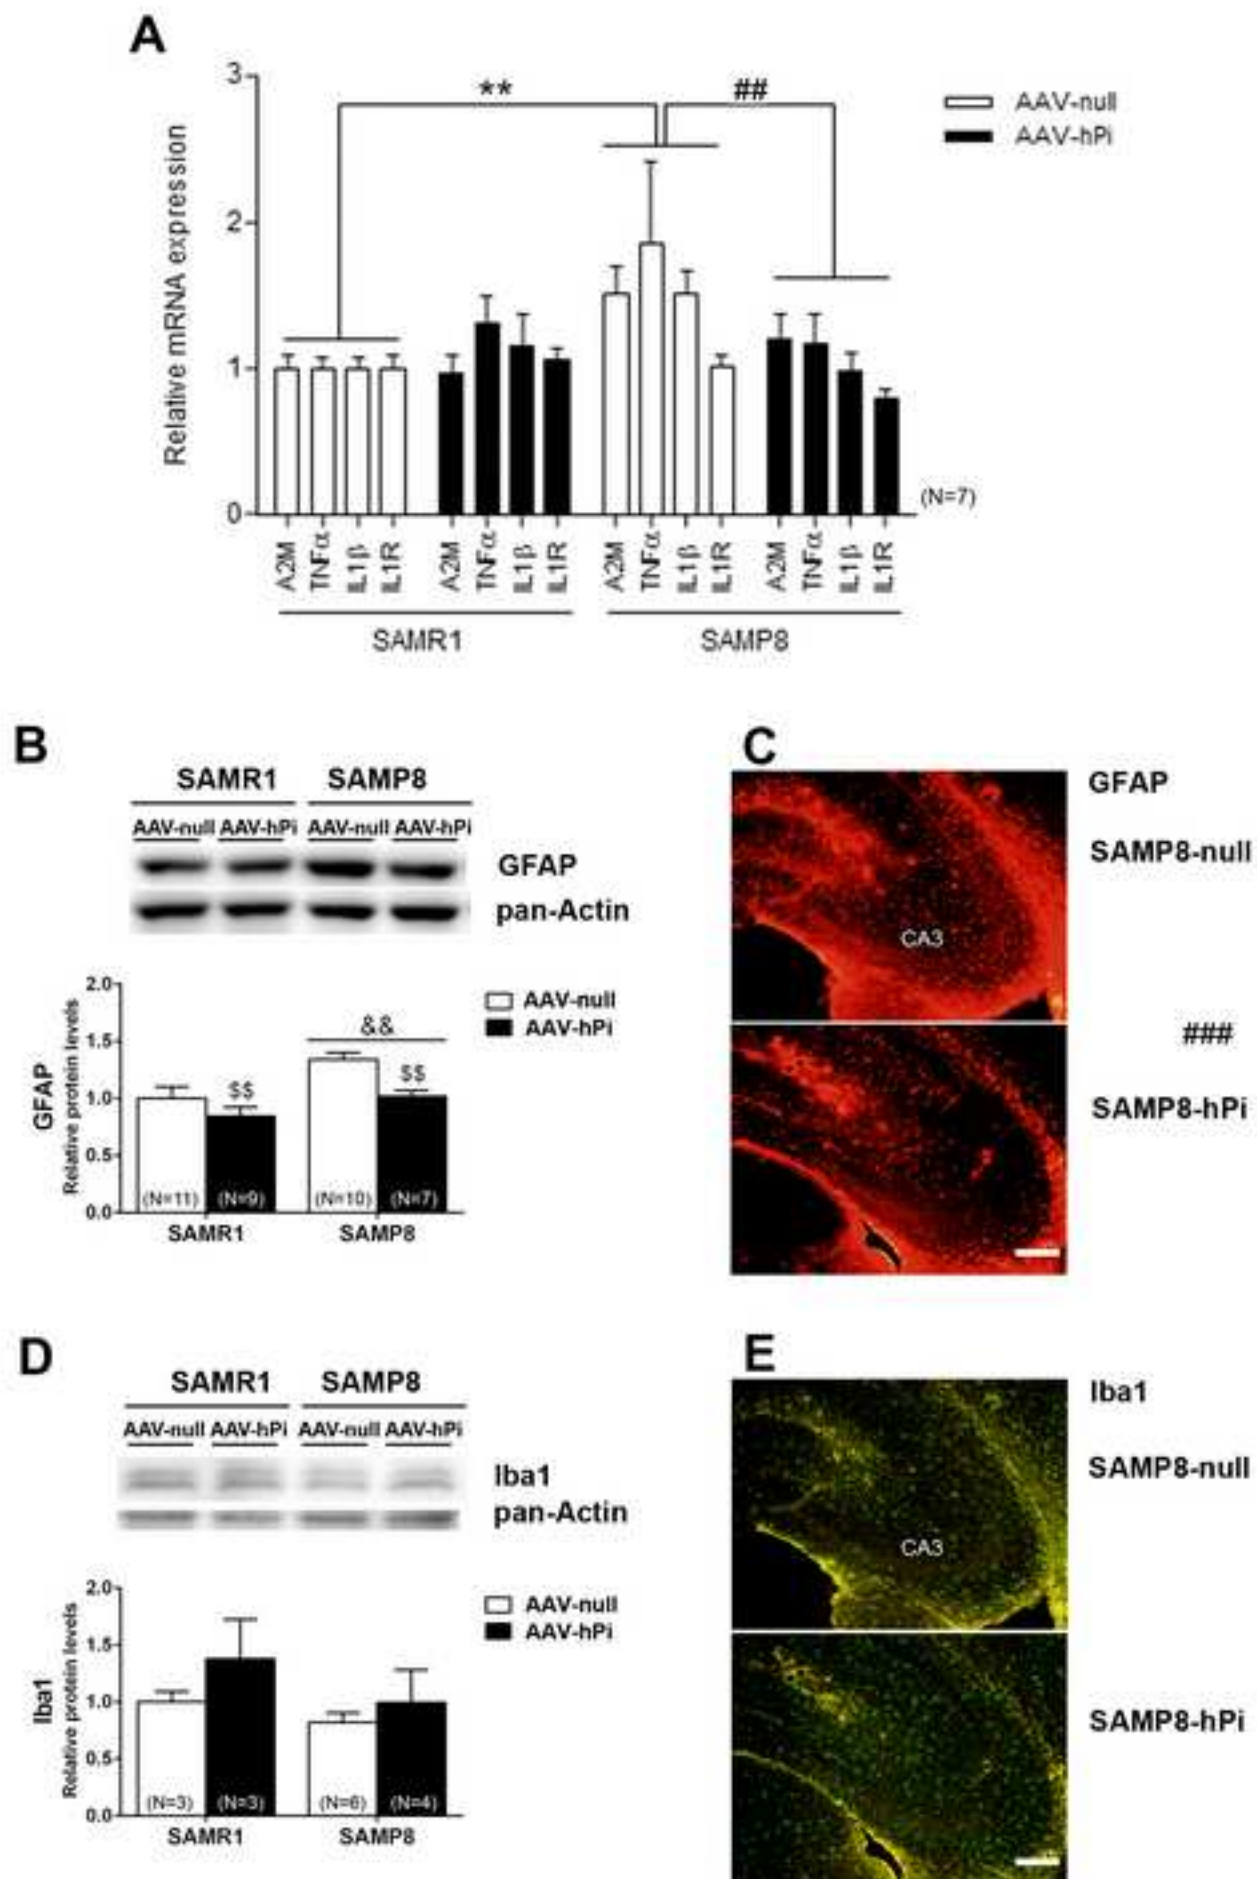 A
3
**
##
AAV-null
AAV-hPi
2
1
0
Relative mRNA expression
(N=7)
A2M TNFα IL1β IL1R A2M TNFα IL1β IL1R A2M TNFα IL1β IL1R A2M TNFα IL1β IL1R
SAMR1 SAMP8
B
SAMR1 SAMP8
AAV-null AAV-hPi AAV-null AAV-hPi
GFAP
pan-Actin
GFAP
Relative protein levels
2.0
1.5
1.0
0.5
0.0
AAV-null
AAV-hPi
&&
$$ $$
(N=11) (N=9) (N=10) (N=7)
SAMR1 SAMP8
C
GFAP
SAMP8-null
CA3
###
SAMP8-hPi
D
SAMR1 SAMP8
AAV-null AAV-hPi AAV-null AAV-hPi
Iba1
pan-Actin
Iba1
Relative protein levels
2.0
1.5
1.0
0.5
0.0
AAV-null
AAV-hPi
(N=3) (N=3) (N=6) (N=4)
SAMR1 SAMP8
E
Iba1
SAMP8-null
CA3
SAMP8-hPi